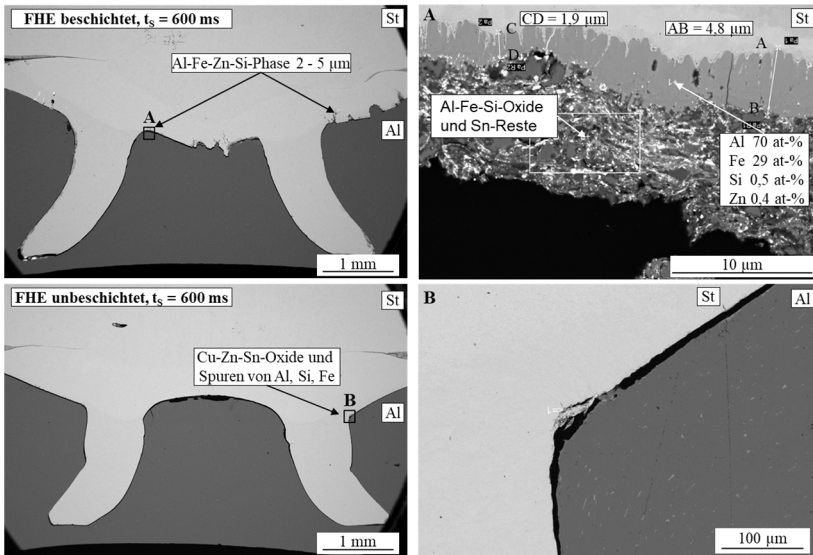 FHE beschichtet, tS = 600 ms
St
Al-Fe-Zn-Si-Phase 2 - 5 µm
A
Al
1 mm
A
CD = 1,9 µm
AB = 4,8 µm
St
C
A
Pa 1
D
B
Al-Fe-Si-Oxide
und Sn-Reste
Al 70 at-%
Fe 29 at-%
Si 0,5 at-%
Zn 0,4 at-%
10 µm
FHE unbeschichtet, tS = 600 ms
St
Cu-Zn-Sn-Oxide und
Spuren von Al, Si, Fe
B
Al
1 mm
B
St
Al
100 µm